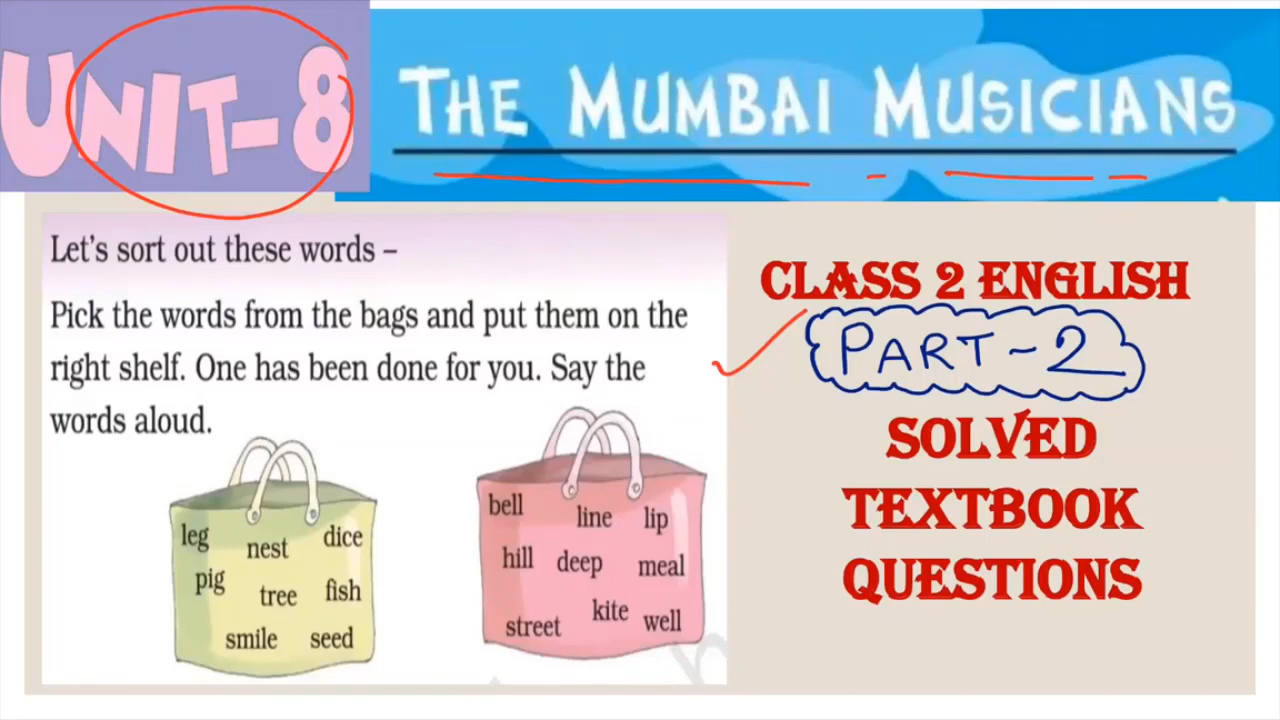 UNIT-8
THE MUMBAI MUSICIANS
Let's sort out these words –
Pick the words from the bags and put them on the
right shelf. One has been done for you. Say the
words aloud.
leg nest dice
pig tree fish
smile seed
bell line lip
hill deep meal
street kite well
CLASS 2 ENGLISH
PART-2
SOLVED
TEXTBOOK
QUESTIONS